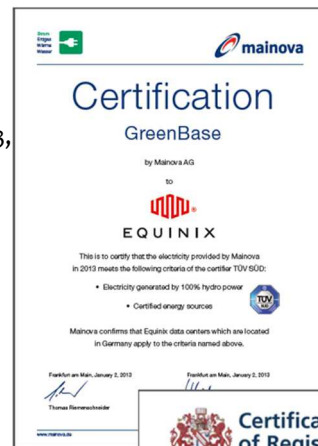 Strom
Erdgas
Wärme
Wasser
mainova
Certification
GreenBase
by Mainova AG
to
EQUINIX
This is to certify that the electricity provided by Mainova
in 2013 meets the following criteria of the certifier TÜV SÜD:
• Electricity generated by 100% hydro power
• Certified energy sources
TÜV
SÜD
Mainova confirms that Equinix data centers which are located
in Germany apply to the criteria named above.
Frankfurt am Main, January 2, 2013 Frankfurt am Main, January 2, 2013
Thomas Riemenschneider
www.mainova.de